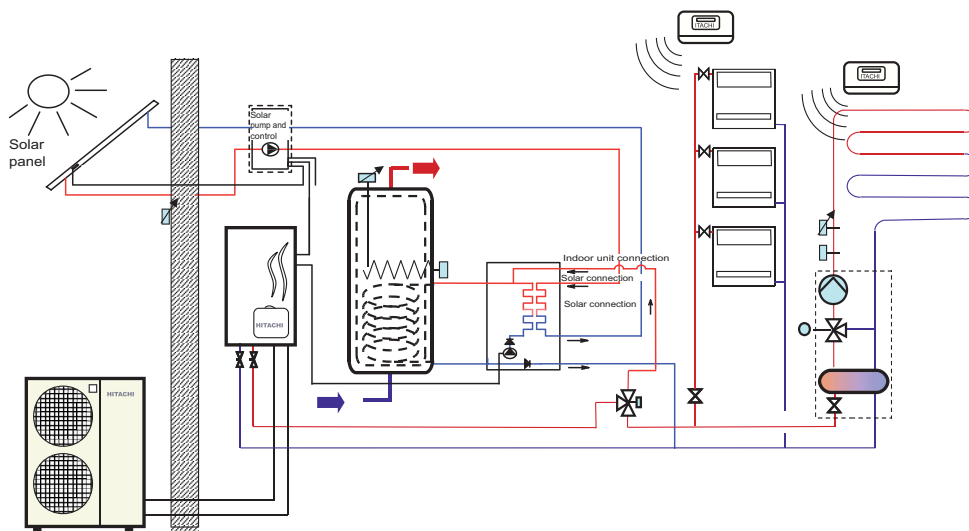 ITACHI
ITACHI
Solar
pump and
control
Solar
panel
Indoor unit connection
Solar connection
Solar connection
HITACHI
HITACHI